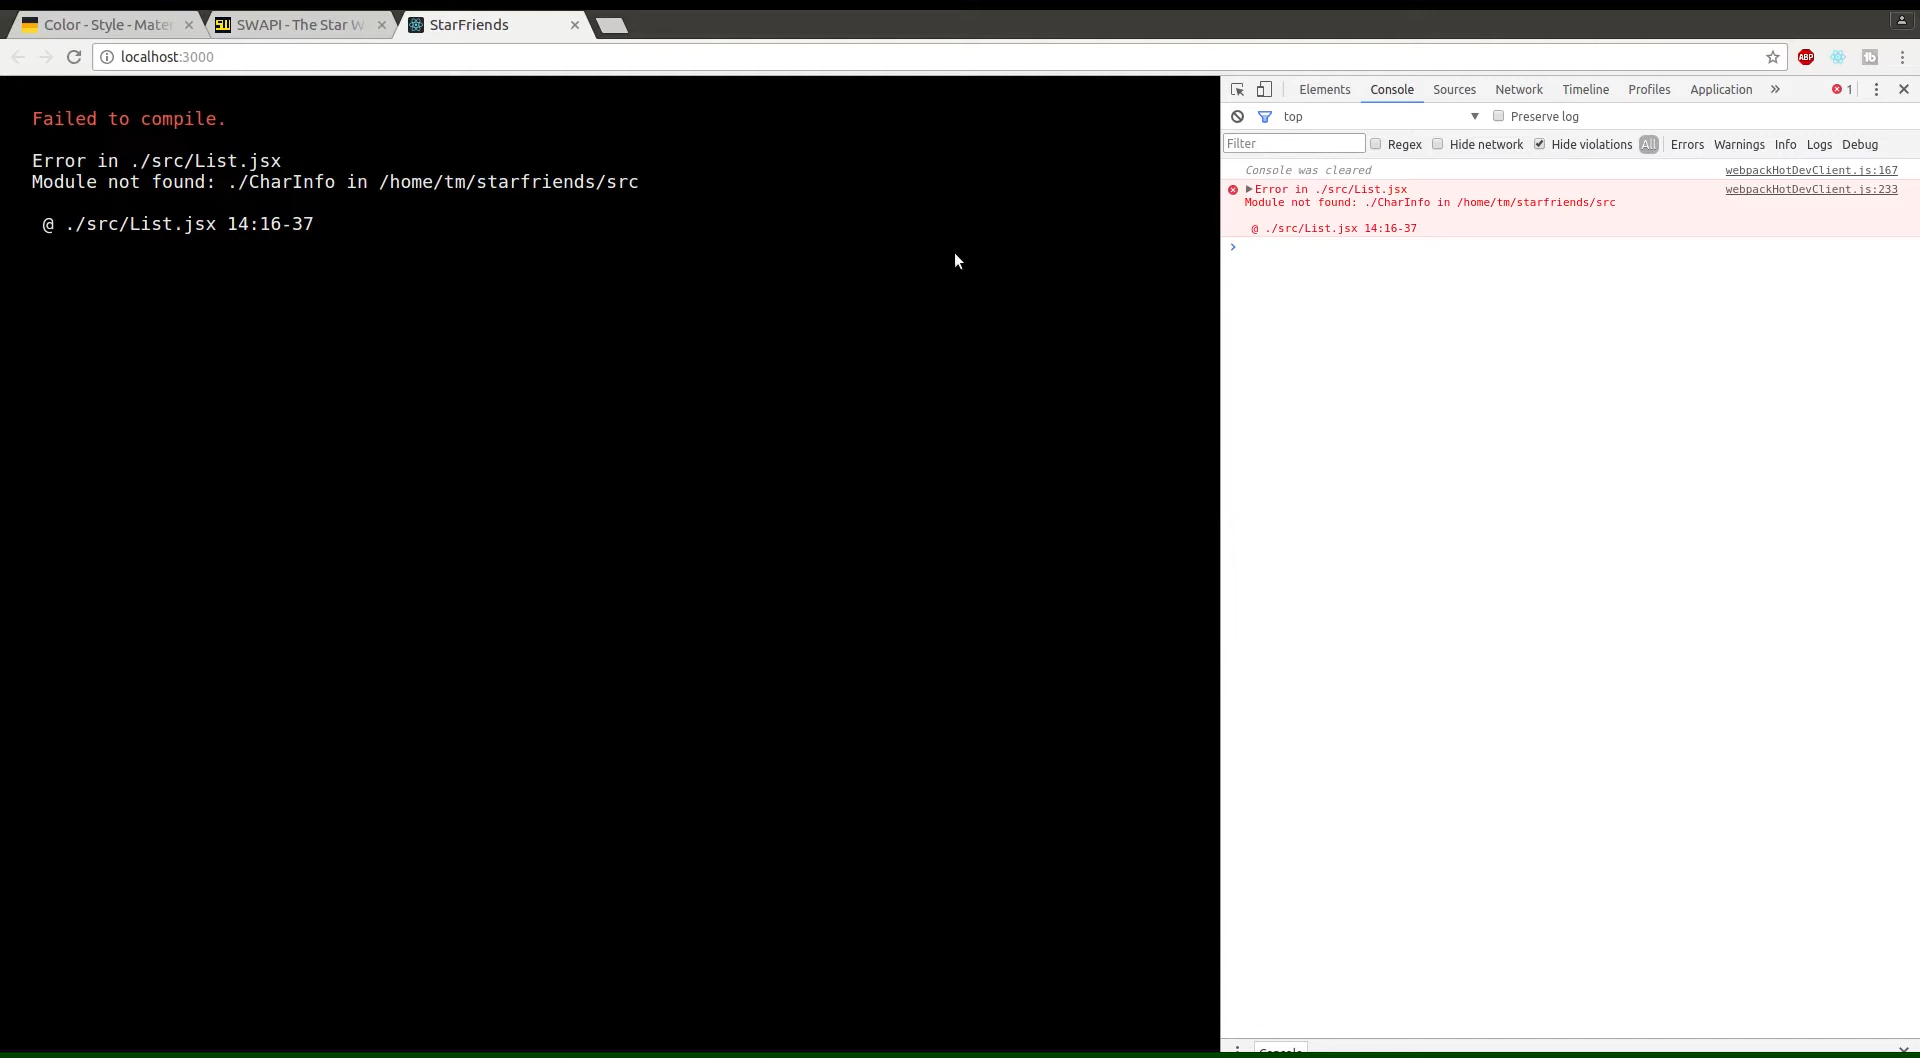 Color - Style - Mater
SWAPI - The Star W
StarFriends
localhost:3000
ABP
Failed to compile.
Error in ./src/List.jsx
Module not found: ./CharInfo in /home/tm/starfriends/src
@ ./src/List.jsx 14:16-37
Elements Console Sources Network Timeline Profiles Application » 1
top Preserve log
Filter Regex Hide network Hide violations All Errors Warnings Info Logs Debug
Console was cleared webpackHotDevClient.js:167
Error in ./src/List.jsx webpackHotDevClient.js:233
Module not found: ./CharInfo in /home/tm/starfriends/src
@ ./src/List.jsx 14:16-37
Console